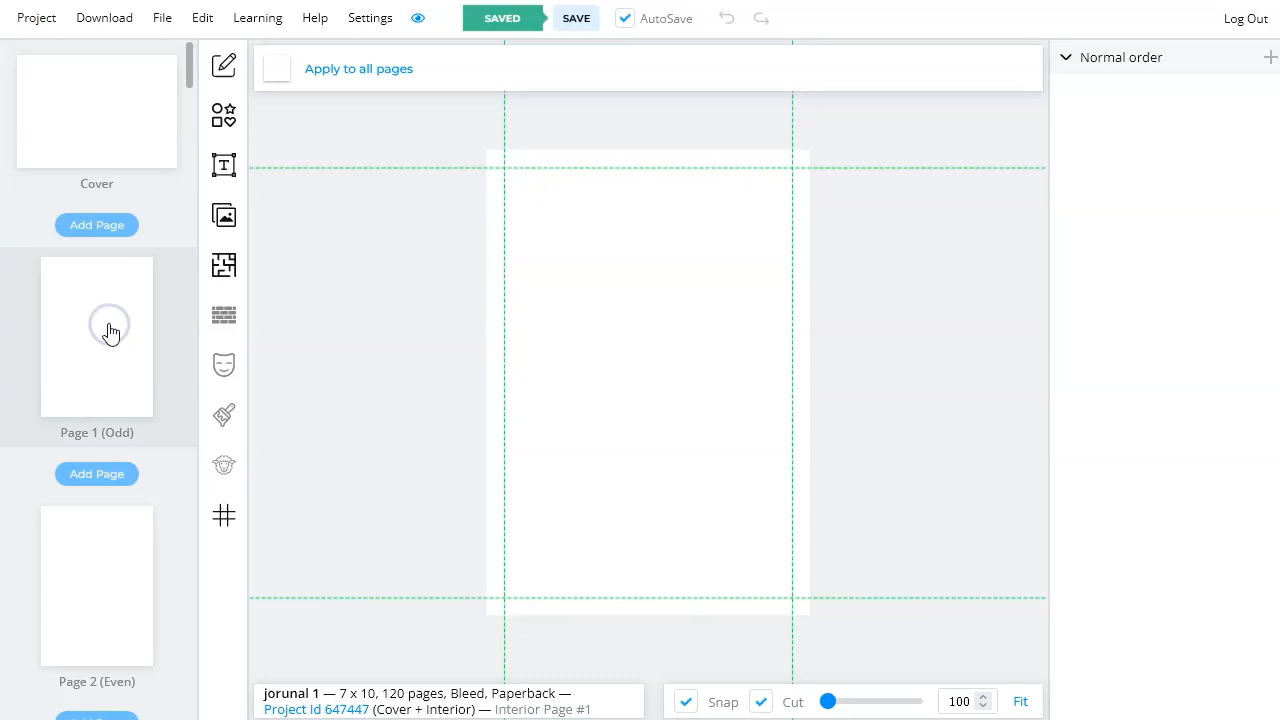 Project Download File Edit Learning Help Settings SAVED SAVE AutoSave Log Out
Apply to all pages
Normal order
Cover
Add Page
Page 1 (Odd)
Add Page
Page 2 (Even)
jorunal 1 — 7 x 10, 120 pages, Bleed, Paperback —
Project Id 647447 (Cover + Interior) — Interior Page #1
Snap Cut 100 Fit